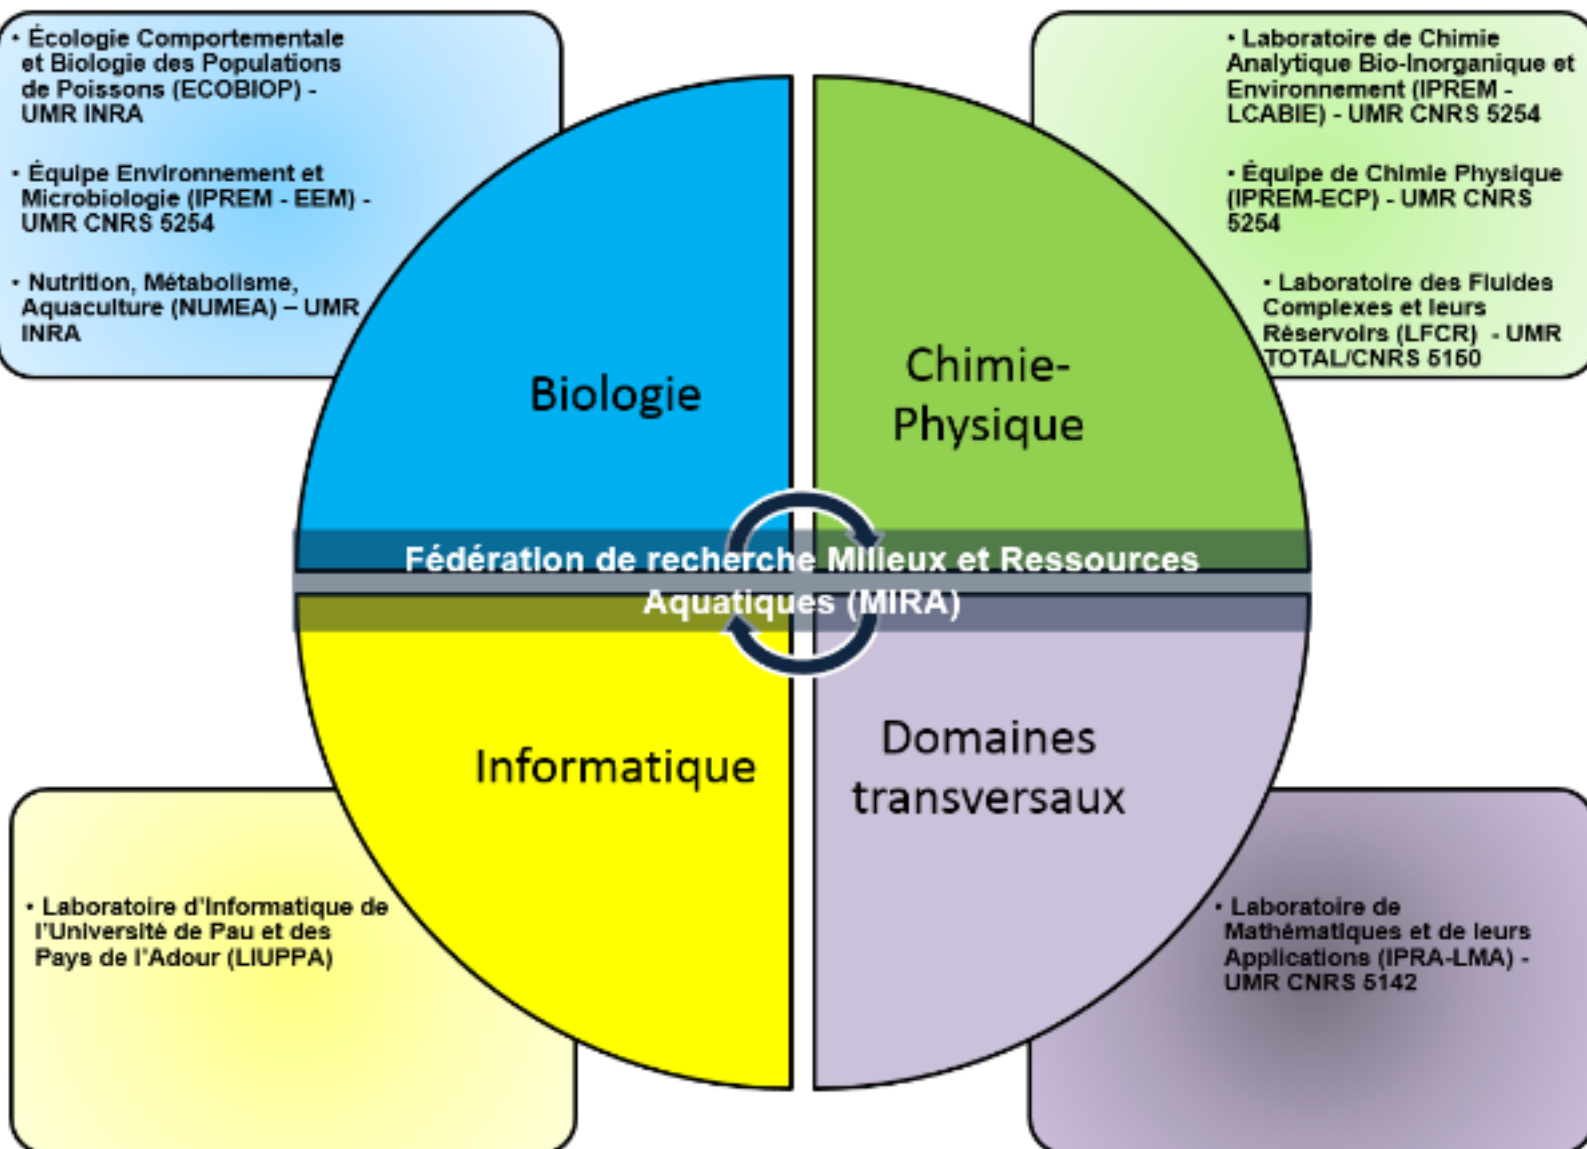 • Écologie Comportementale
et Biologie des Populations
de Poissons (ECOBIOP) -
UMR INRA
• Équipe Environnement et
Microbiologie (IPREM - EEM) -
UMR CNRS 5254
• Nutrition, Métabolisme,
Aquaculture (NUMEA) – UMR
INRA
• Laboratoire de Chimie
Analytique Bio-Inorganique et
Environnement (IPREM -
LCABIE) - UMR CNRS 5254
• Équipe de Chimie Physique
(IPREM-ECP) - UMR CNRS
5254
• Laboratoire des Fluides
Complexes et leurs
Réservoirs (LFCR) - UMR
TOTAL/CNRS 5150
Biologie
Chimie-
Physique
Fédération de recherche Milieux et Ressources
Aquatiques (MIRA)
Informatique
Domaines
transversaux
• Laboratoire d'Informatique de
l'Université de Pau et des
Pays de l'Adour (LIUPPA)
• Laboratoire de
Mathématiques et de leurs
Applications (IPRA-LMA) -
UMR CNRS 5142